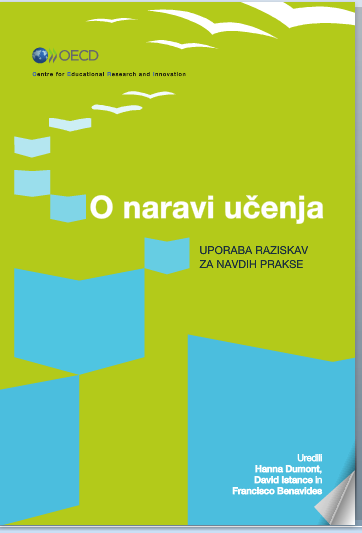 OECD
Centre for Educational Research and Innovation
O naravi učenja
UPORABA RAZISKAV
ZA NAVDIH PRAKSE
Uredili
Hanna Dumont,
David Istance in
Francisco Benavides